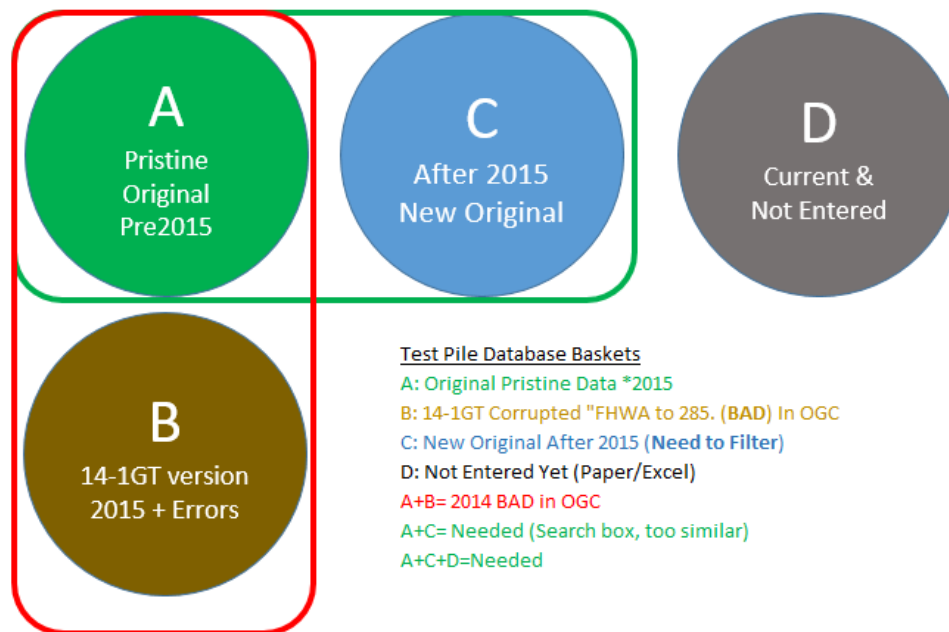 A
Pristine
Original
Pre2015
C
After 2015
New Original
D
Current &
Not Entered
B
14-1GT version
2015 + Errors
Test Pile Database Baskets
A: Original Pristine Data *2015
B: 14-1GT Corrupted "FHWA to 285. (BAD) In OGC
C: New Original After 2015 (Need to Filter)
D: Not Entered Yet (Paper/Excel)
A+B= 2014 BAD in OGC
A+C= Needed (Search box, too similar)
A+C+D=Needed